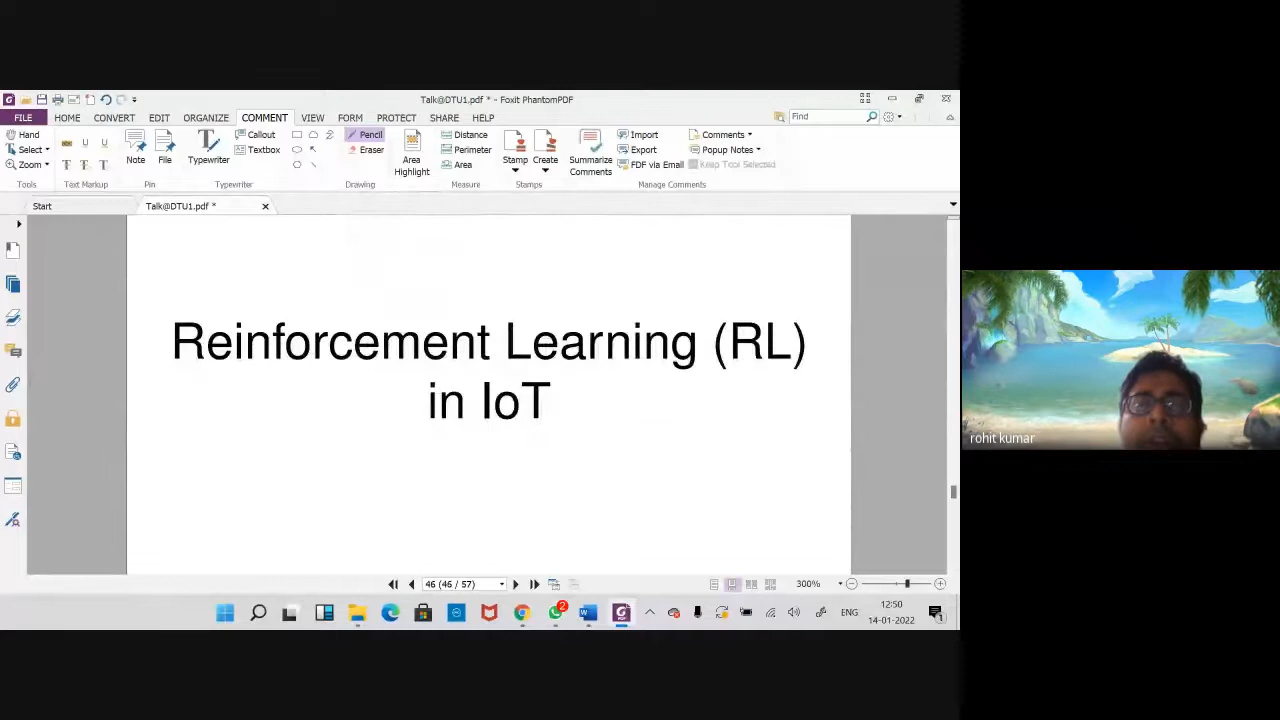 Talk@DTU1.pdf * - Foxit PhantomPDF
FILE HOME CONVERT EDIT ORGANIZE COMMENT VIEW FORM PROTECT SHARE HELP
Find
Hand
Select
Zoom
Tools
Text Markup
Note
File
Pin
Typewriter
Callout
Textbox
Typewriter
Pencil
Eraser
Area
Highlight
Drawing
Distance
Perimeter
Area
Measure
Stamp
Create
Stamps
Summarize
Comments
Import
Export
FDF via Email
Comments
Popup Notes
Keep Tool Selected
Manage Comments
Start
Talk@DTU1.pdf *
Reinforcement Learning (RL)
in IoT
rohit kumar
46 (46 / 57)
300%
2
ENG
12:50
14-01-2022
1